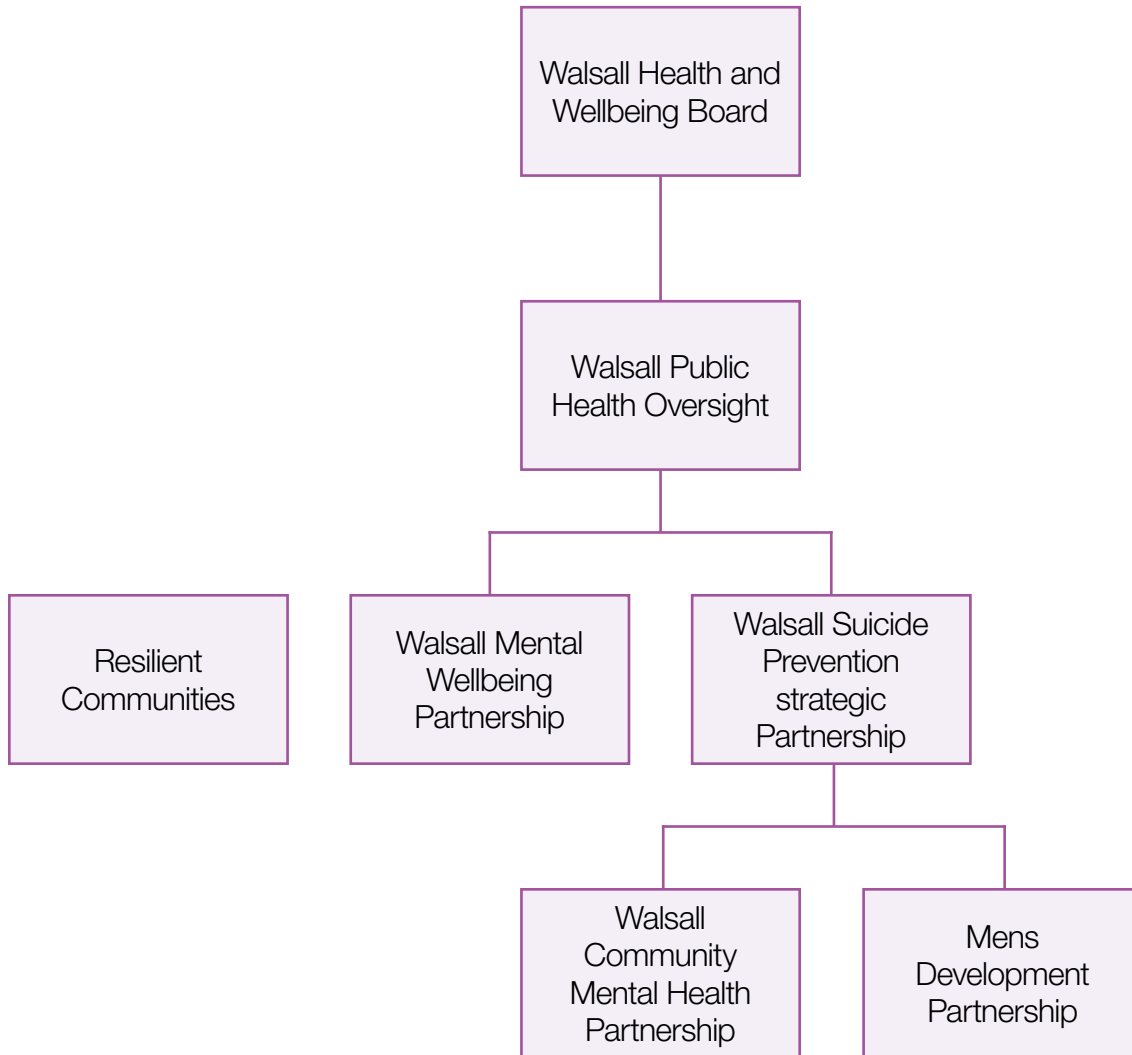 Walsall Health and
Wellbeing Board
Walsall Public
Health Oversight
Resilient
Communities
Walsall Mental
Wellbeing
Partnership
Walsall Suicide
Prevention
strategic
Partnership
Walsall
Community
Mental Health
Partnership
Mens
Development
Partnership